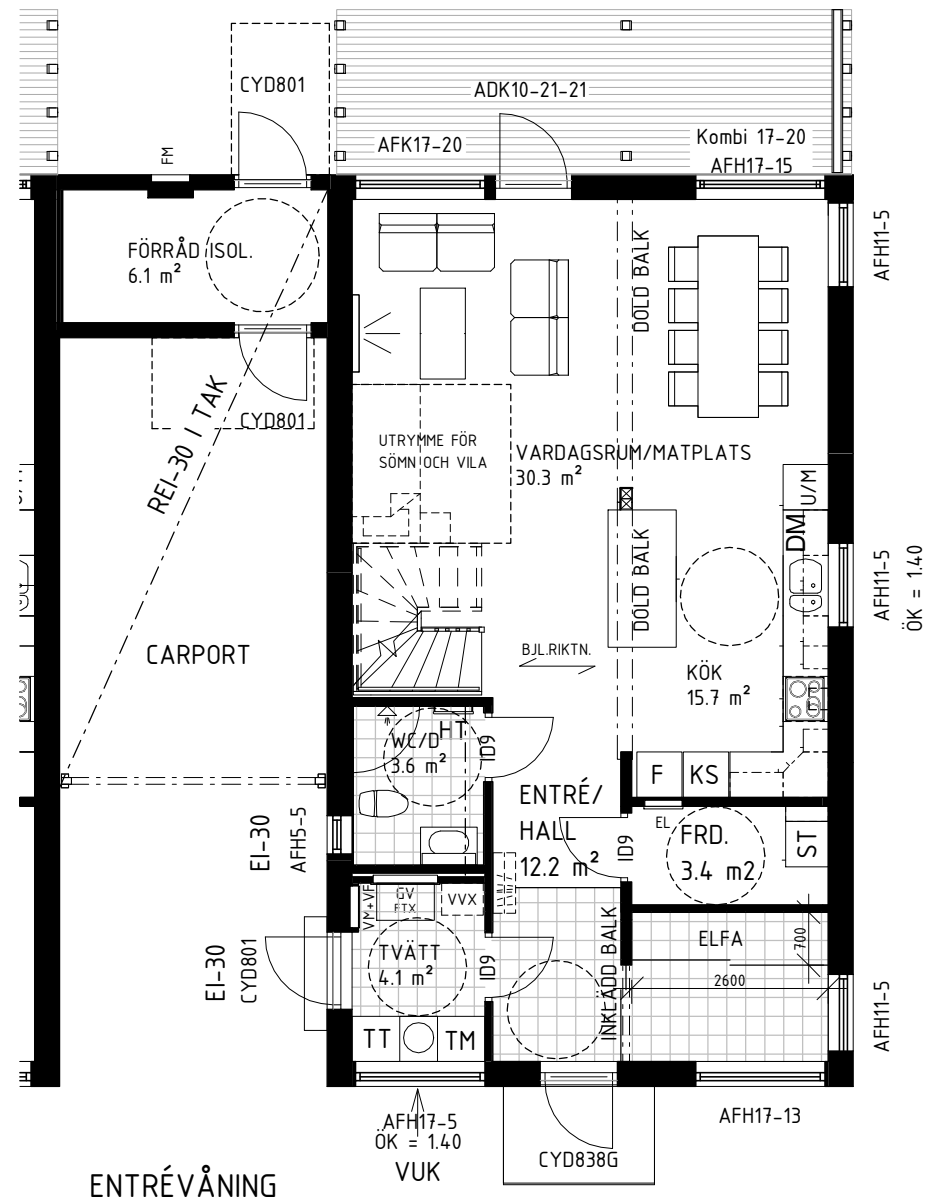 CYD801
ADK10-21-21
AFK17-20
Kombi 17-20
AFH17-15
FM
FÖRRÅD ISOL.
6.1 m²
AFH11-5
DOLD BALK
CYD801
REI-30 I TAK
UTRYMME FÖR
SÖMN OCH VILA
VARDAGSRUM/MATPLATS
30.3 m²
U/M
DM
DOLD BALK
AFH11-5
ÖK = 1.40
CARPORT
BJL.RIKTN.
KÖK
15.7 m²
HT
WC/D
3.6 m²
ID9
F
KS
ENTRÉ/
HALL
12.2 m²
EL
FRD.
3.4 m2
ST
ID9
EI-30
AFH5-5
VM+VF
GV
FTX
VVX
TVÄTT
4.1 m²
ID9
EI-30
CYD801
INKLÄDD BALK
ELFA
700
2600
AFH11-5
TT
TM
AFH17-5
ÖK = 1.40
VUK
CYD838G
AFH17-13
ENTRÉVÅNING